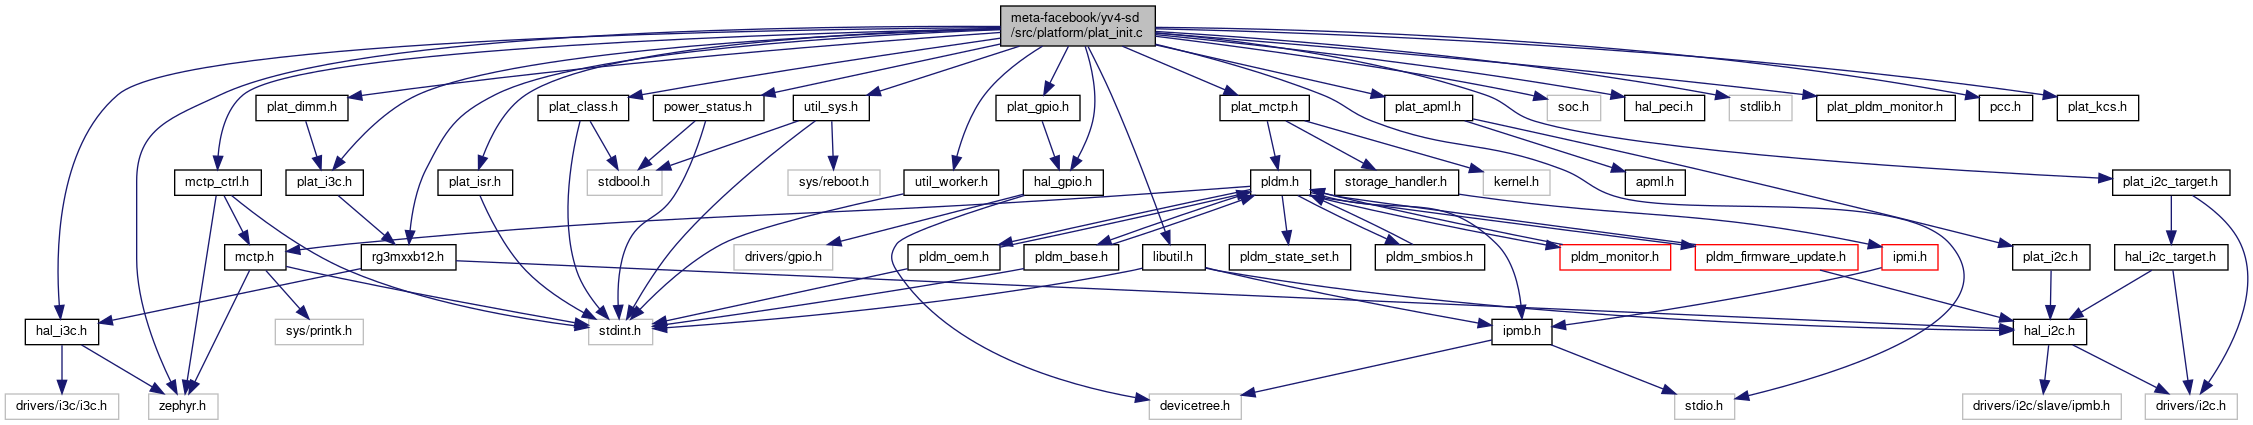 meta-facebook/yv4-sd
/src/platform/plat_init.c
plat_dimm.h
plat_class.h
power_status.h
util_sys.h
plat_gpio.h
plat_mctp.h
plat_apml.h
soc.h
hal_peci.h
stdlib.h
plat_pldm_monitor.h
pcc.h
plat_kcs.h
mctp_ctrl.h
plat_i3c.h
plat_isr.h
stdbool.h
sys/reboot.h
util_worker.h
hal_gpio.h
pldm.h
storage_handler.h
kernel.h
apml.h
plat_i2c_target.h
mctp.h
rg3mxxb12.h
drivers/gpio.h
pldm_oem.h
pldm_base.h
libutil.h
pldm_state_set.h
pldm_smbios.h
pldm_monitor.h
pldm_firmware_update.h
ipmi.h
plat_i2c.h
hal_i2c_target.h
hal_i3c.h
sys/printk.h
stdint.h
ipmb.h
hal_i2c.h
drivers/i3c/i3c.h
zephyr.h
devicetree.h
stdio.h
drivers/i2c/slave/ipmb.h
drivers/i2c.h